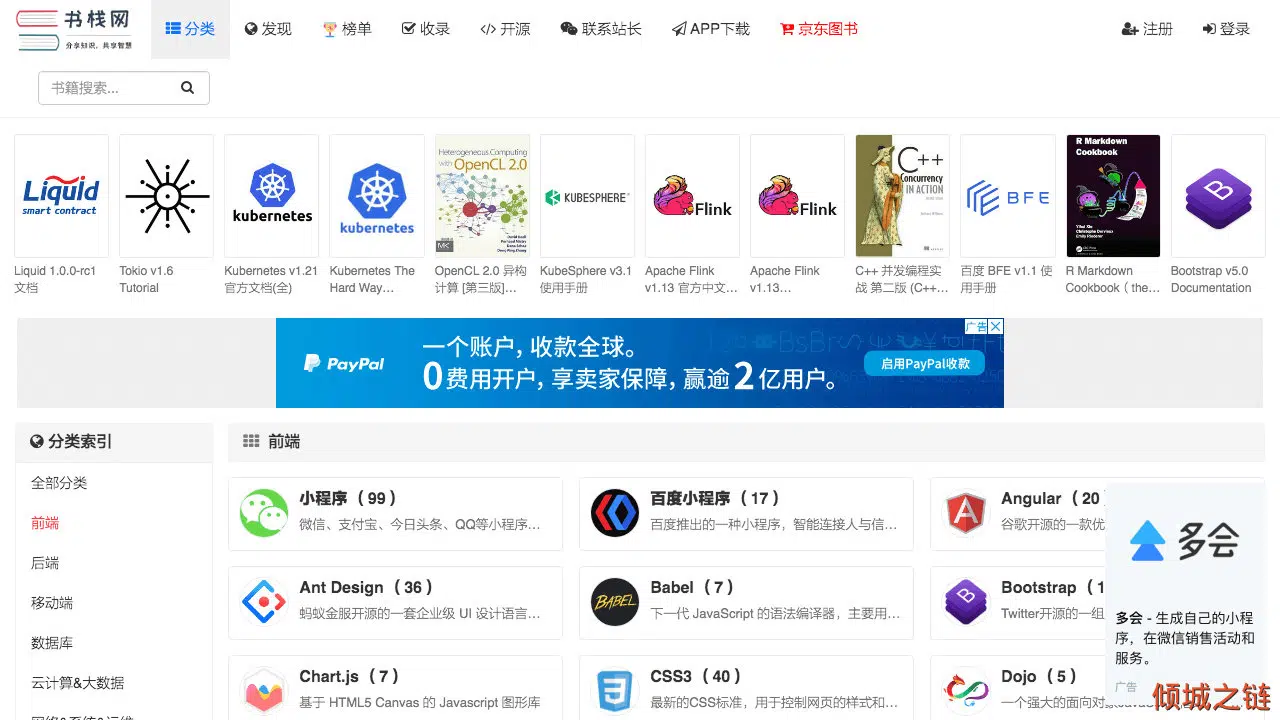 书栈网
分享知识，共享智慧
分类
发现
榜单
收录
开源
联系站长
APP下载
京东图书
注册
登录
书籍搜索...
Liquid
smart contract
kubernetes
kubernetes
Heterogeneous Computing
with OpenCL 2.0
MK
KUBESPHERE
Flink
Flink
C++
Concurrency
IN ACTION
BFE
R Markdown
Cookbook
B
Liquid 1.0.0-rc1
文档
Tokio v1.6
Tutorial
Kubernetes v1.21
官方文档(全)
Kubernetes The
Hard Way...
OpenCL 2.0 异构
计算 [第三版]...
KubeSphere v3.1
使用手册
Apache Flink
v1.13 官方中文...
Apache Flink
v1.13...
C++ 并发编程实
战 第二版 (C++...
百度 BFE v1.1 使
用手册
R Markdown
Cookbook（the...
Bootstrap v5.0
Documentation
PayPal
一个账户，收款全球。
0费用开户，享卖家保障，赢逾2亿用户。
启用PayPal收款
广告
分类索引
全部分类
前端
后端
移动端
数据库
云计算&大数据
前端
小程序（99）
微信、支付宝、今日头条、QQ等小程序...
百度小程序（17）
百度推出的一种小程序，智能连接人与信...
Angular（20
谷歌开源的一款优
Ant Design（36）
蚂蚁金服开源的一套企业级 UI 设计语言...
BABEL
Babel（7）
下一代 JavaScript 的语法编译器，主要用...
B
Bootstrap（1
Twitter开源的一组
Chart.js（7）
基于 HTML5 Canvas 的 Javascript 图形库
CSS3（40）
最新的CSS标准，用于控制网页的样式和...
Dojo（5）
一个强大的面向对
多会
多会 - 生成自己的小程
序，在微信销售活动和
服务。
广告
倾城之链